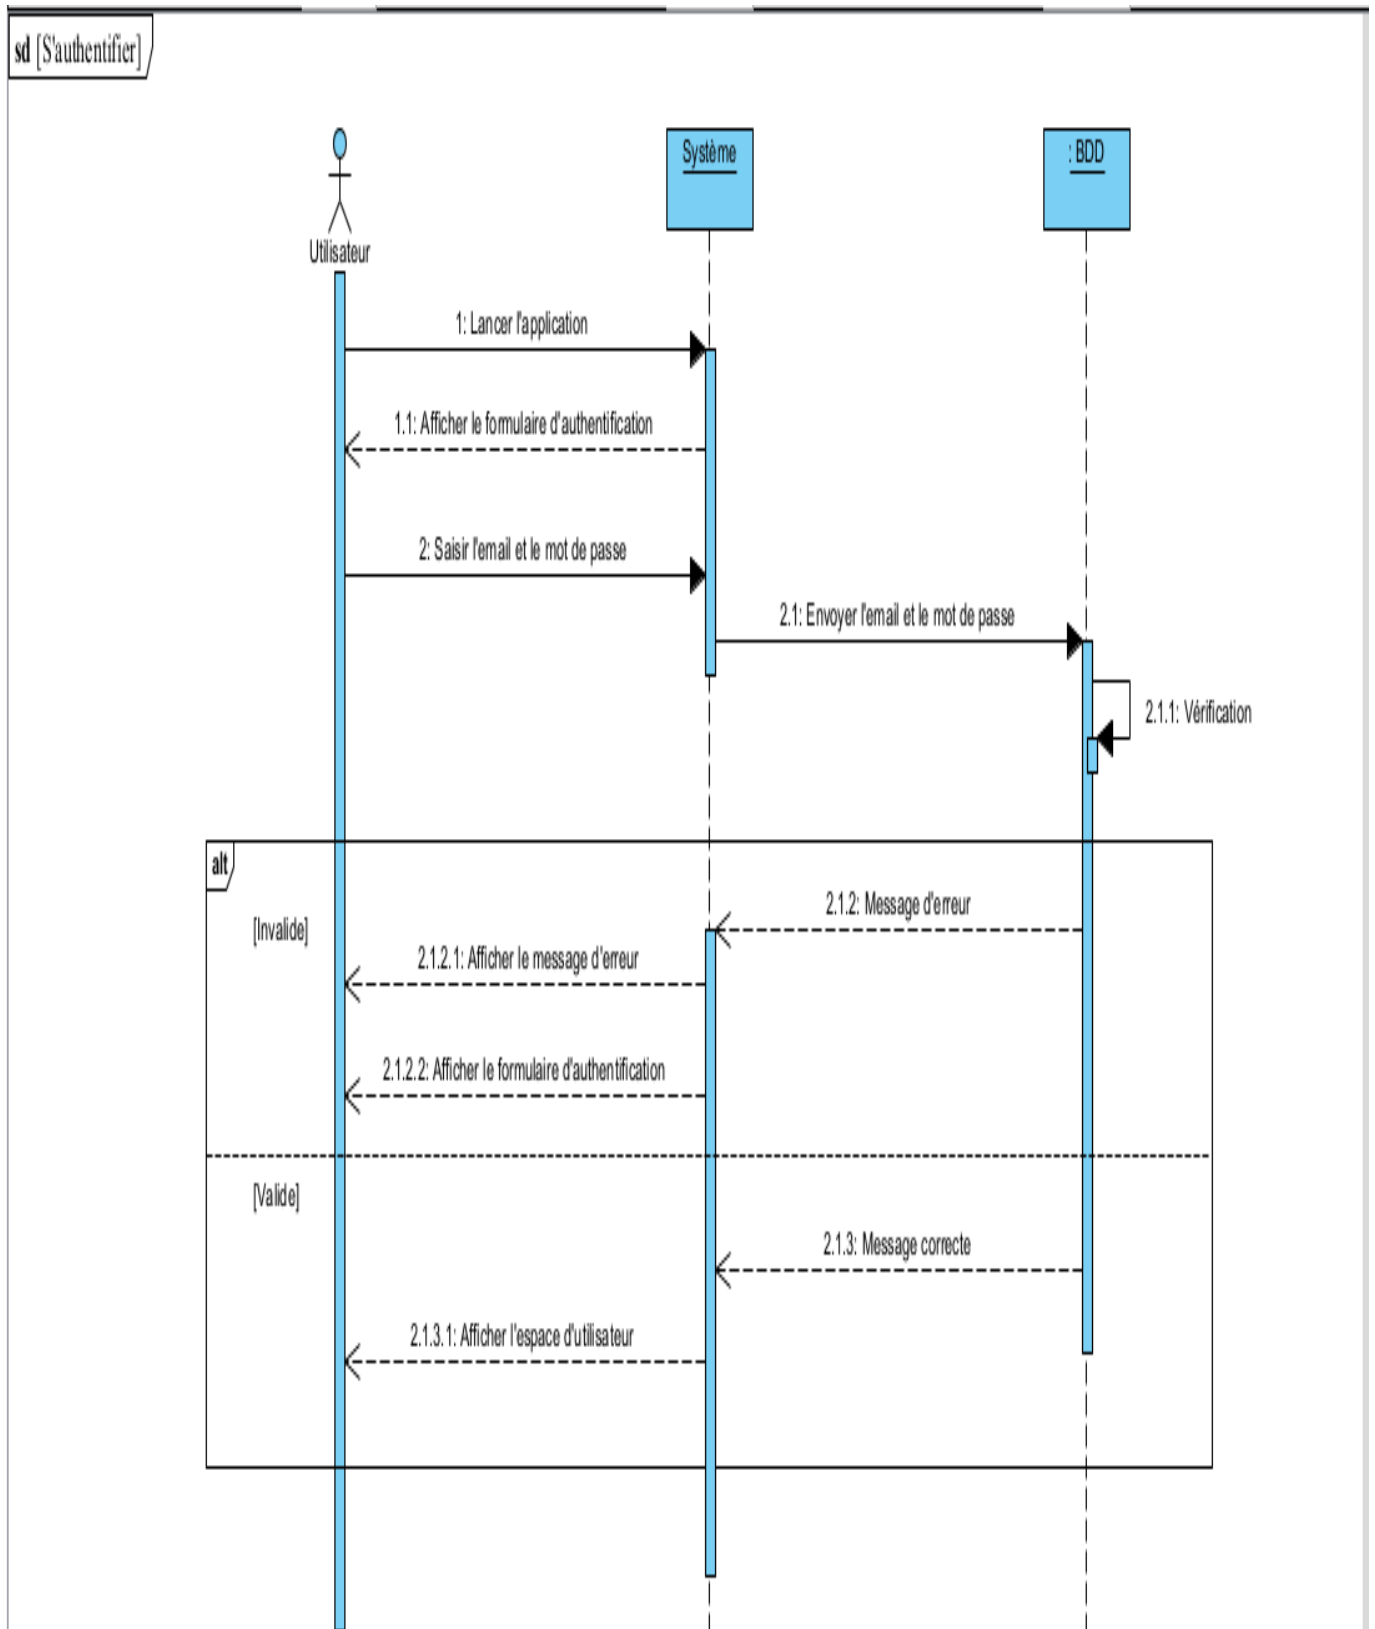 sd [S'authentifier]
Utilisateur
Système
: BDD
1: Lancer l'application
1.1: Afficher le formulaire d'authentification
2: Saisir l'email et le mot de passe
2.1: Envoyer l'email et le mot de passe
2.1.1: Vérification
alt
[Invalide]
2.1.2: Message d'erreur
2.1.2.1: Afficher le message d'erreur
2.1.2.2: Afficher le formulaire d'authentification
[Valide]
2.1.3: Message correcte
2.1.3.1: Afficher l'espace d'utilisateur